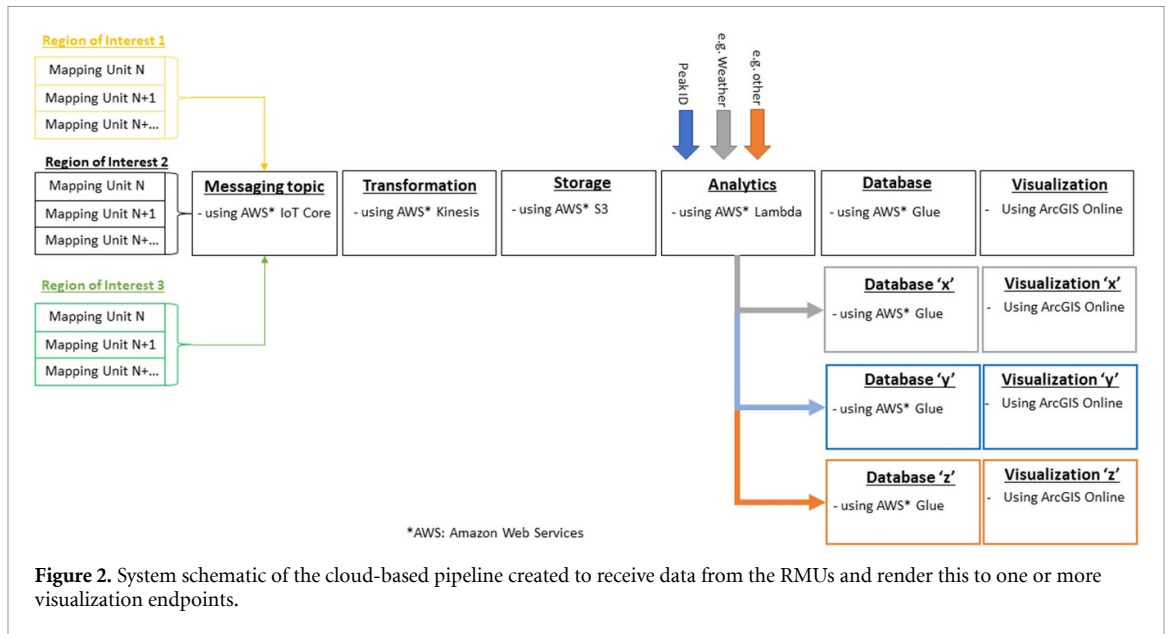 Region of Interest 1
Mapping Unit N
Mapping Unit N+1
Mapping Unit N+...
Region of Interest 2
Mapping Unit N
Mapping Unit N+1
Mapping Unit N+...
Region of Interest 3
Mapping Unit N
Mapping Unit N+1
Mapping Unit N+...
Peak ID
e.g. Weather
e.g. other
Messaging topic
- using AWS* IoT Core
Transformation
- using AWS* Kinesis
Storage
- using AWS* S3
Analytics
- using AWS* Lambda
Database
- using AWS* Glue
Visualization
- Using ArcGIS Online
Database ‘x’
- using AWS* Glue
Visualization ‘x’
- Using ArcGIS Online
Database ‘y’
- using AWS* Glue
Visualization ‘y’
- Using ArcGIS Online
Database ‘z’
- using AWS* Glue
Visualization ‘z’
- Using ArcGIS Online
*AWS: Amazon Web Services
Figure 2. System schematic of the cloud-based pipeline created to receive data from the RMUs and render this to one or more
visualization endpoints.